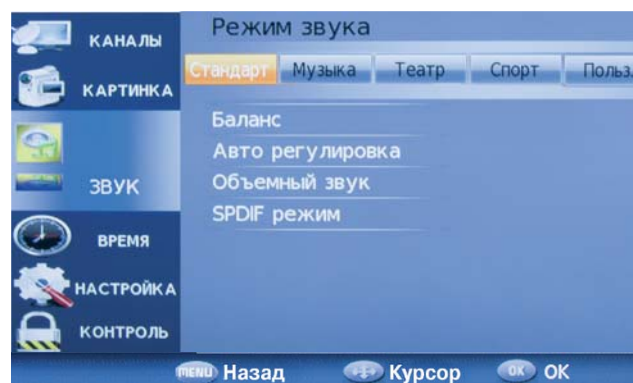 Режим звука
Стандарт Музыка Театр Спорт Польз.
Баланс
Авто регулировка
Объемный звук
SPDIF режим
КАНАЛЫ
КАРТИНКА
ЗВУК
ВРЕМЯ
НАСТРОЙКА
КОНТРОЛЬ
MENU Назад Курсор OK OK